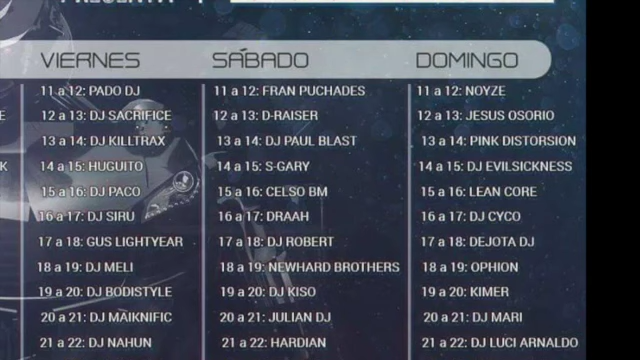 VIERNES SÁBADO DOMINGO
11 a 12: PADO DJ 11 a 12: FRAN PUCHADES 11 a 12: NOYZE
12 a 13: DJ SACRIFICE 12 a 13: D-RAISER 12 a 13: JESUS OSORIO
13 a 14: DJ KILLTRAX 13 a 14: DJ PAUL BLAST 13 a 14: PINK DISTORSION
14 a 15: HUGUITO 14 a 15: S-GARY 14 a 15: DJ EVILSICKNESS
15 a 16: DJ PACO 15 a 16: CELSO BM 15 a 16: LEAN CORE
16 a 17: DJ SIRU 16 a 17: DRAAH 16 a 17: DJ CYCO
17 a 18: GUS LIGHTYEAR 17 a 18: DJ ROBERT 17 a 18: DEJOTA DJ
18 a 19: DJ MELI 18 a 19: NEWHARD BROTHERS 18 a 19: OPHION
19 a 20: DJ BODISTYLE 19 a 20: DJ KISO 19 a 20: KIMER
20 a 21: DJ MAIKNIFIC 20 a 21: JULIAN DJ 20 a 21: DJ MARI
21 a 22: DJ NAHUN 21 a 22: HARDIAN 21 a 22: DJ LUCI ARNALDO